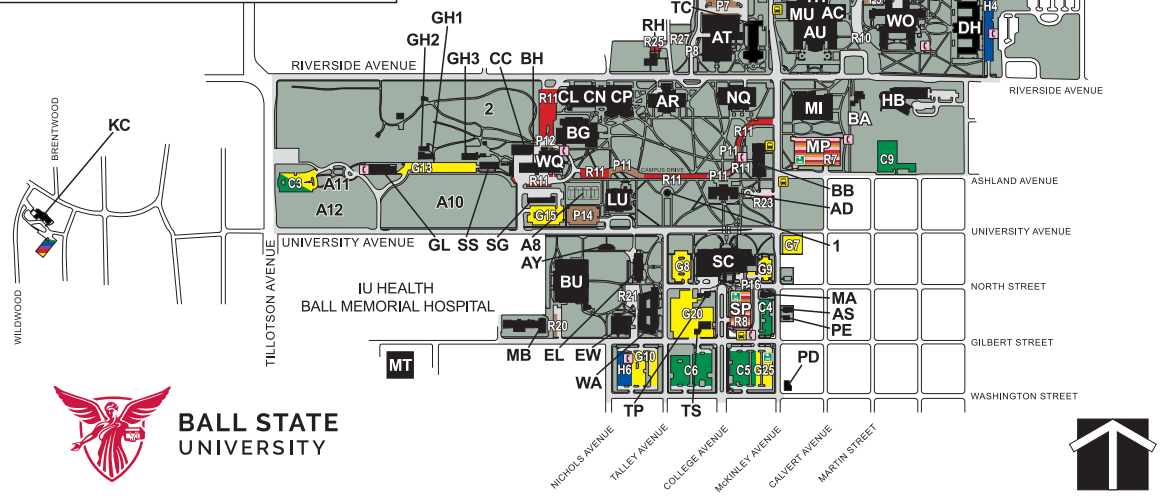 TC
P7
MU AC
AU
P5
WO
H4
DH
RH
R25
R27
P8
AT
R10
GH1
GH2
GH3
CC
BH
RIVERSIDE AVENUE
RIVERSIDE AVENUE
KC
BRENTWOOD
WILDWOOD
2
R11
CL
CN
CP
AR
NQ
MI
BA
HB
P12
BG
WQ
R11
P11
MP
R7
C9
C3
A11
G13
R11
R11
P11
CAMPUS DRIVE
R11
P11
R11
ASHLAND AVENUE
A12
A10
G15
P14
LU
R23
BB
AD
UNIVERSITY AVENUE
GL
SS
SG
A8
AY
1
UNIVERSITY AVENUE
TILLOTSON AVENUE
G8
SC
G9
G7
IU HEALTH
BALL MEMORIAL HOSPITAL
BU
R21
P16
NORTH STREET
G20
SP
R8
C4
MA
AS
PE
R20
MB
EL
EW
WA
GILBERT STREET
MT
H6
G10
C6
C5
G25
PD
WASHINGTON STREET
TP
TS
NICHOLS AVENUE
TALLEY AVENUE
COLLEGE AVENUE
McKINLEY AVENUE
CALVERT AVENUE
MARTIN STREET
BALL STATE
UNIVERSITY